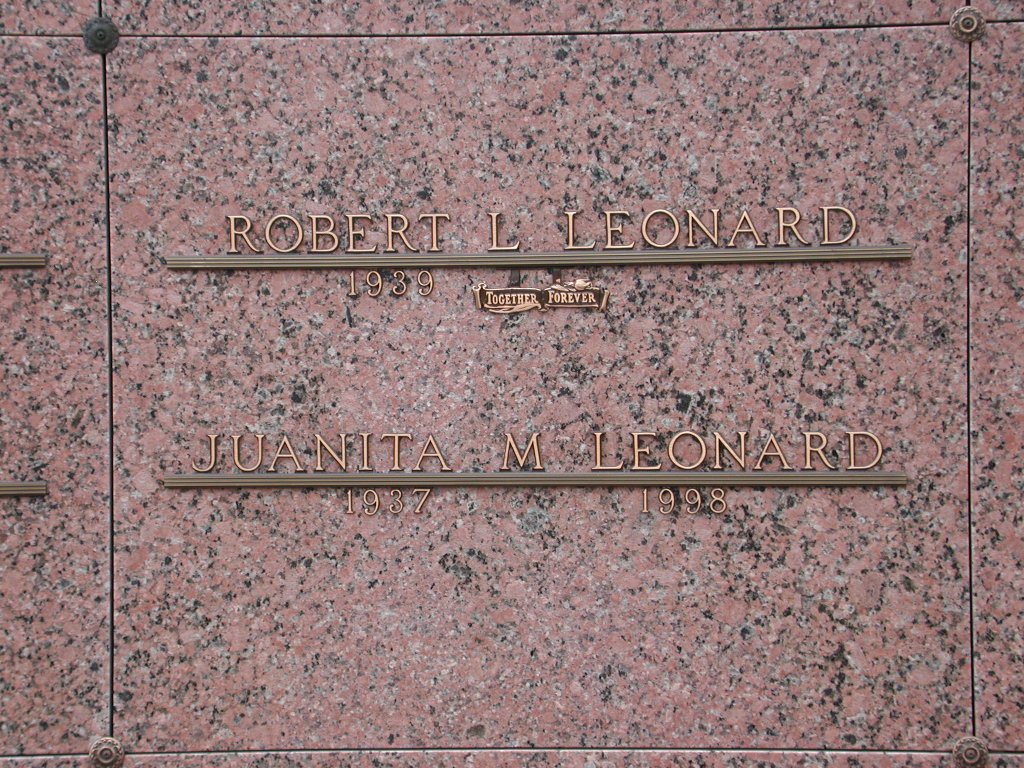 ROBERT L LEONARD
1939
TOGETHER FOREVER
JUANITA M LEONARD
1937 1998